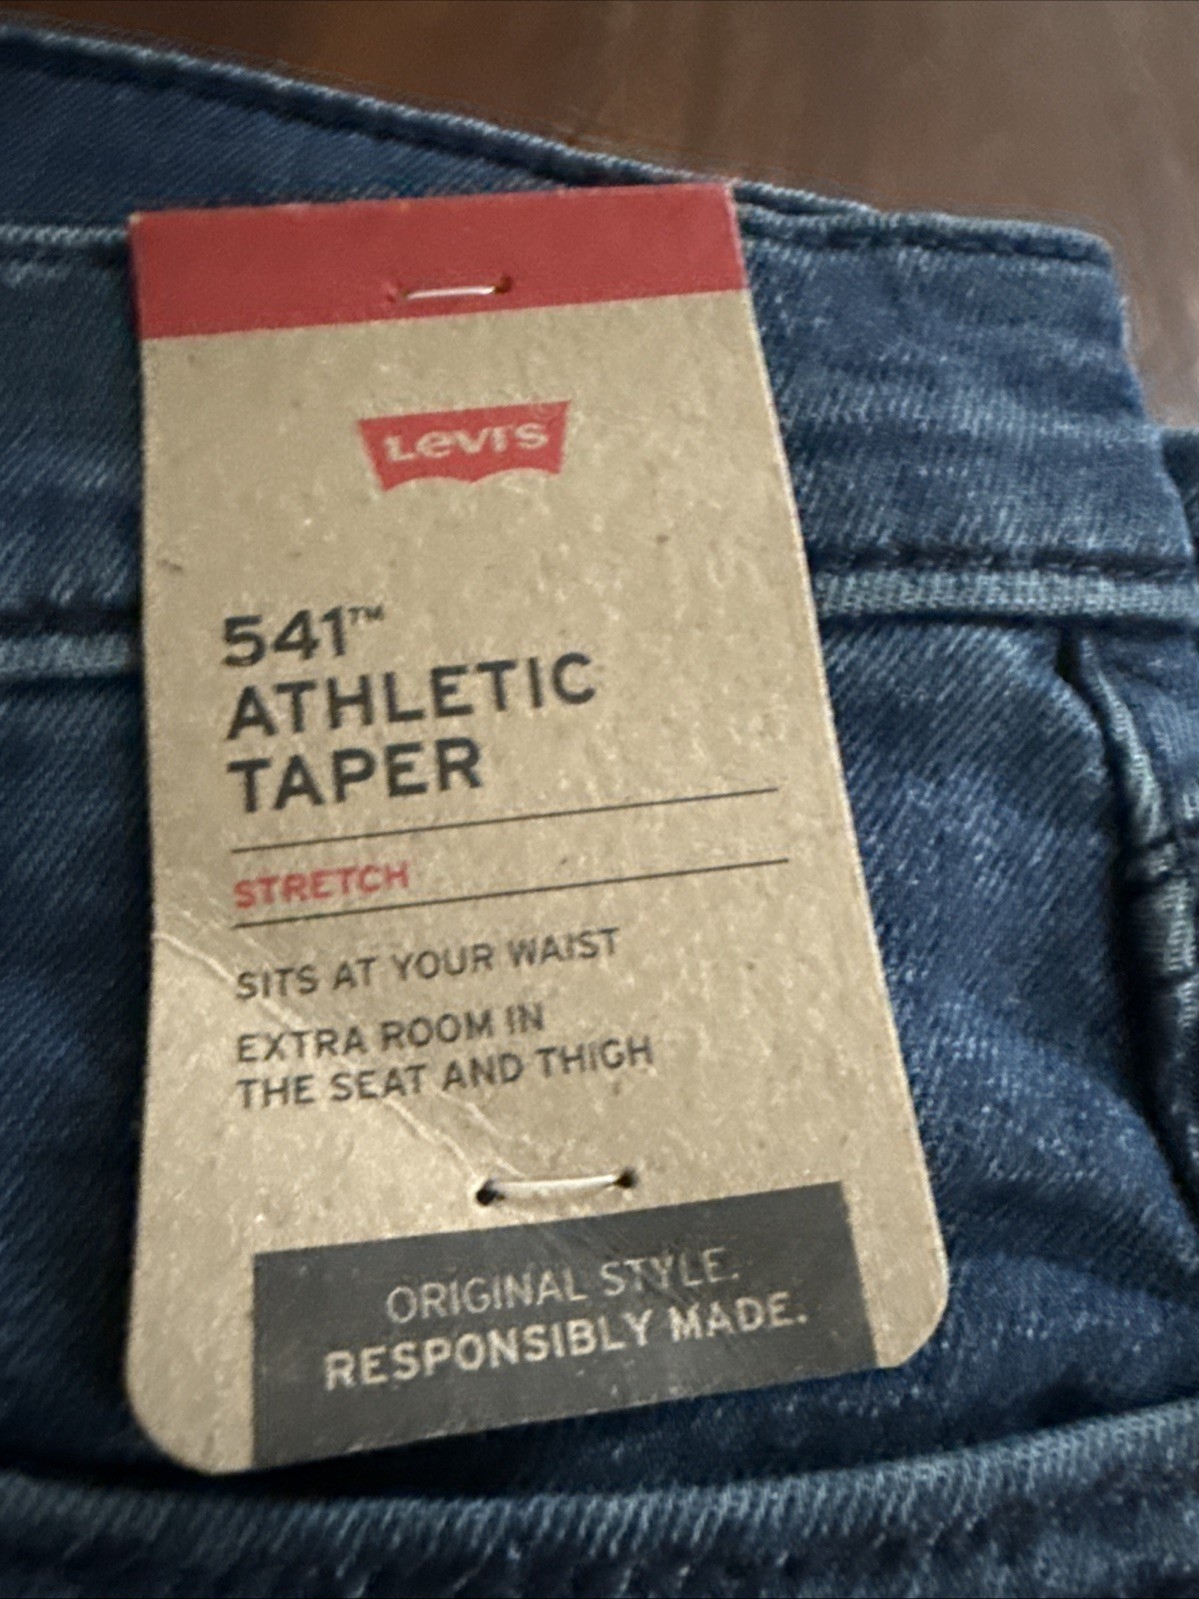 Levi's
541™
ATHLETIC
TAPER
STRETCH
SITS AT YOUR WAIST
EXTRA ROOM IN
THE SEAT AND THIGH
ORIGINAL STYLE.
RESPONSIBLY MADE.